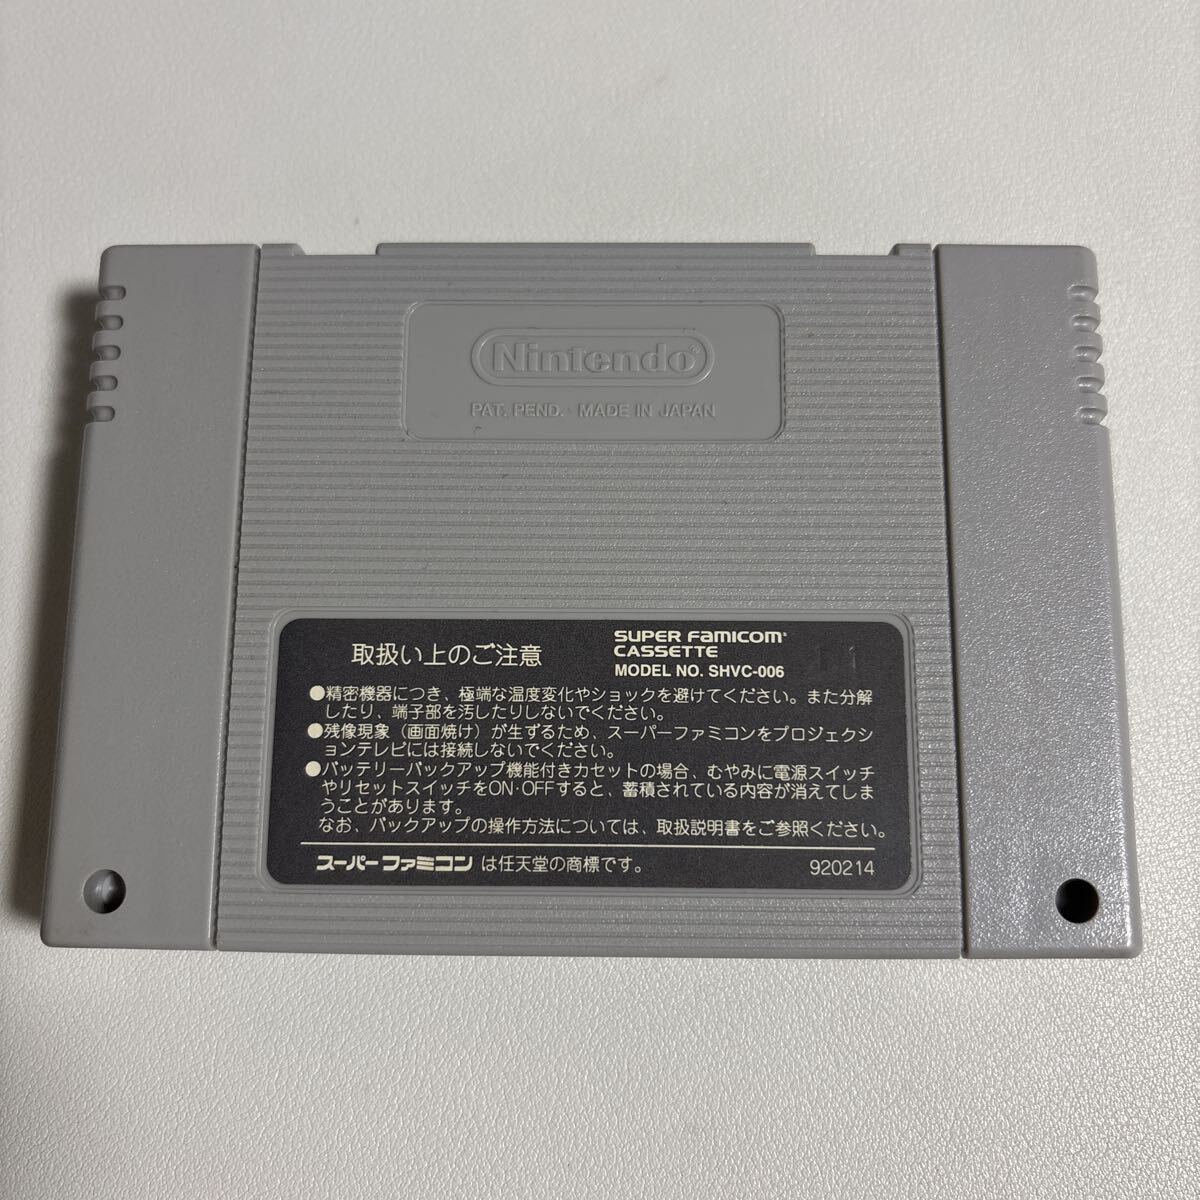 Nintendo®
PAT. PEND. · MADE IN JAPAN
取扱い上のご注意
SUPER FAMICOM®
CASSETTE
MODEL NO. SHVC-006
●精密機器につき、極端な温度変化やショックを避けてください。また分解
したり、端子部を汚したりしないでください。
●残像現象（画面焼け）が生ずるため、スーパーファミコンをプロジェクシ
ョンテレビには接続しないでください。
●バッテリーバックアップ機能付きカセットの場合、むやみに電源スイッチ
やリセットスイッチをON·OFFすると、蓄積されている内容が消えてしま
うことがあります。
なお、バックアップの操作方法については、取扱説明書をご参照ください。
スーパーファミコン は任天堂の商標です。
920214